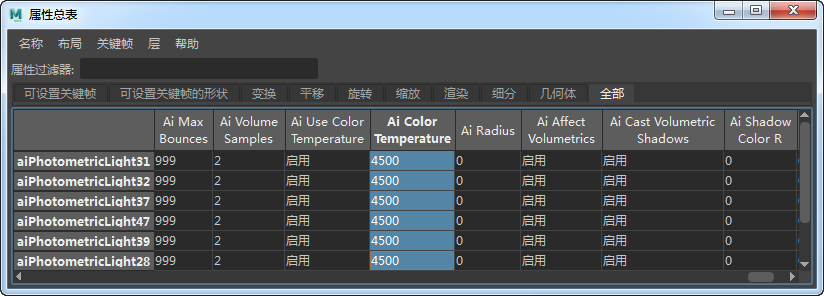 属性总表
名称 布局 关键帧 层 帮助
属性过滤器:
可设置关键帧 可设置关键帧的形状 变换 平移 旋转 缩放 渲染 细分 几何体 全部
Ai Max Bounces Ai Volume Samples Ai Use Color Temperature Ai Color Temperature Ai Radius Ai Affect Volumetrics Ai Cast Volumetric Shadows Ai Shadow Color R
aiPhotometricLight31 999 2 启用 4500 0 启用 启用 0
aiPhotometricLight32 999 2 启用 4500 0 启用 启用 0
aiPhotometricLight37 999 2 启用 4500 0 启用 启用 0
aiPhotometricLight47 999 2 启用 4500 0 启用 启用 0
aiPhotometricLight39 999 2 启用 4500 0 启用 启用 0
aiPhotometricLight28 999 2 启用 4500 0 启用 启用 0